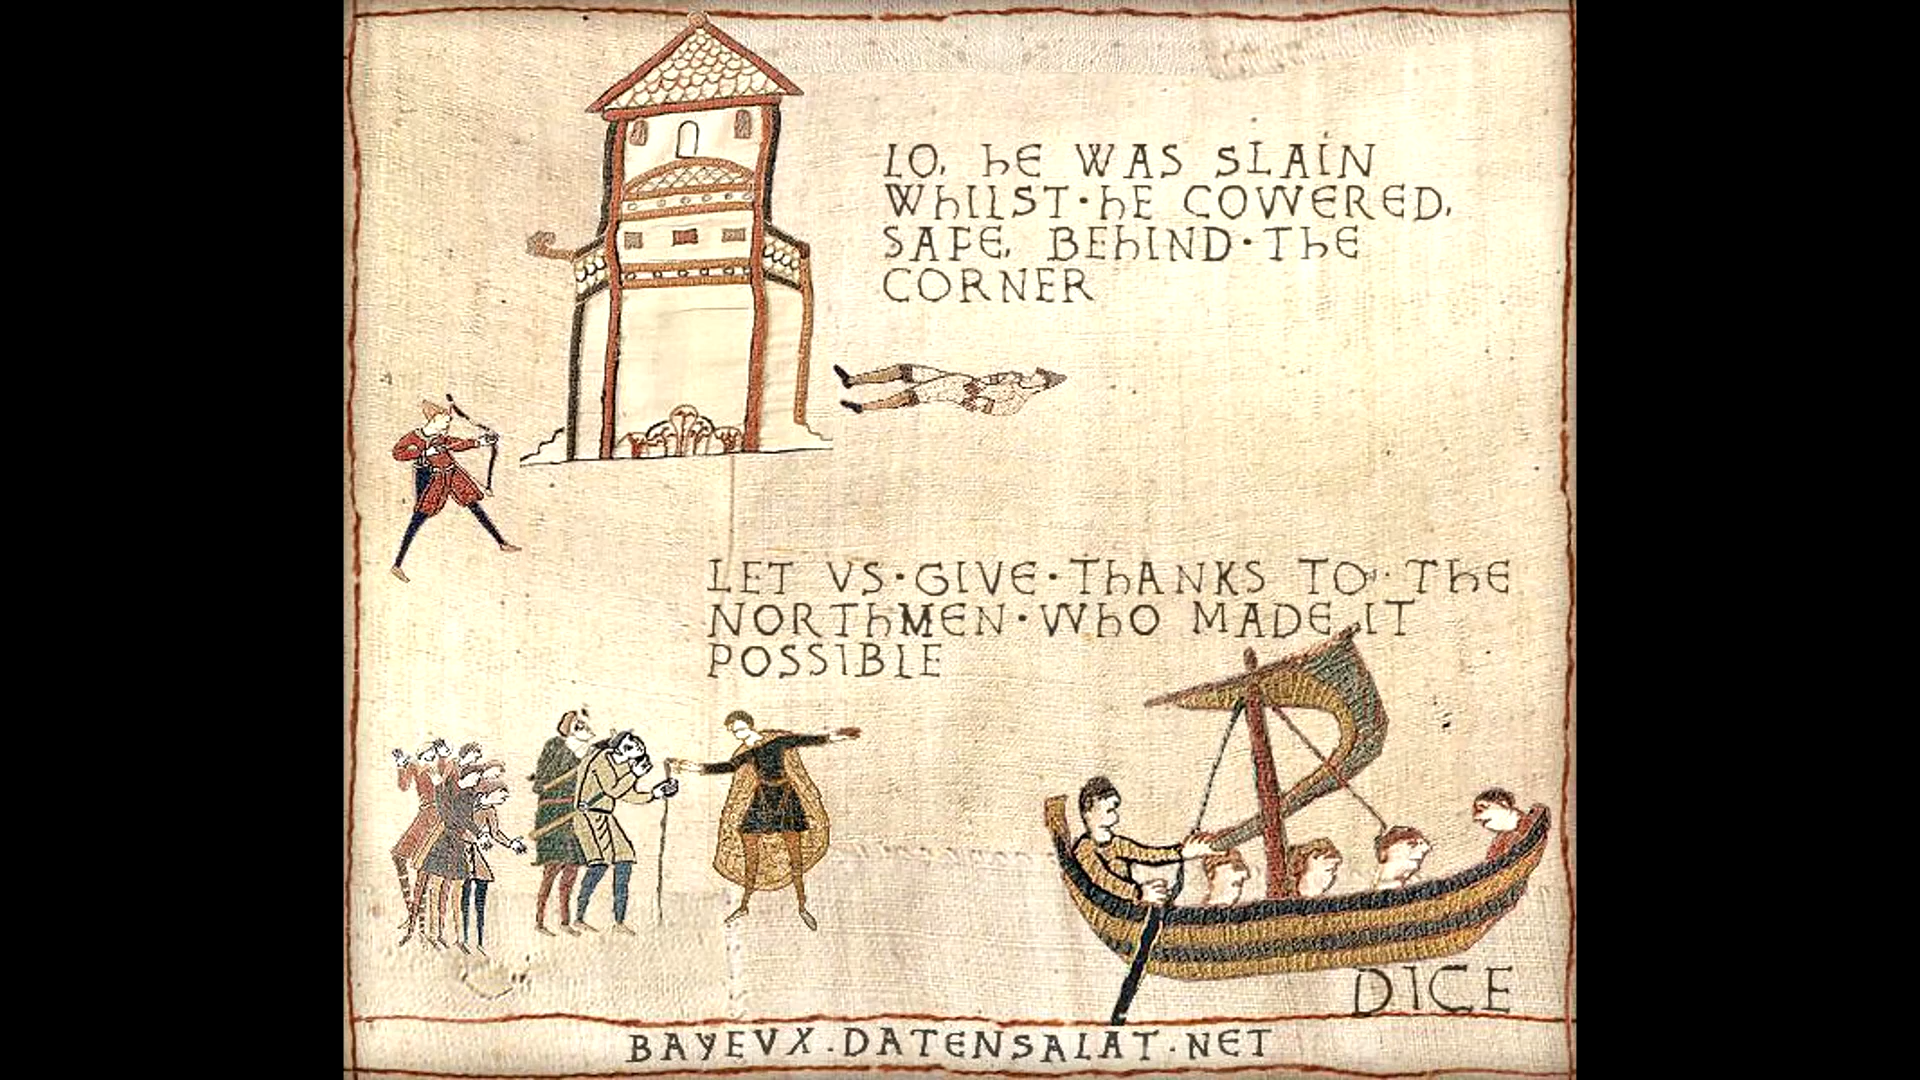 LO, hE WAS SLAIN
WhILST·hE COWERED,
SAFE, BEhIND·ThE
CORNER
LET VS·GIVE·ThANKS TO·ThE
NORThMEN·WhO MADE IT
POSSIBLE
DICE
BAYEVX.DATENSALAT.NET